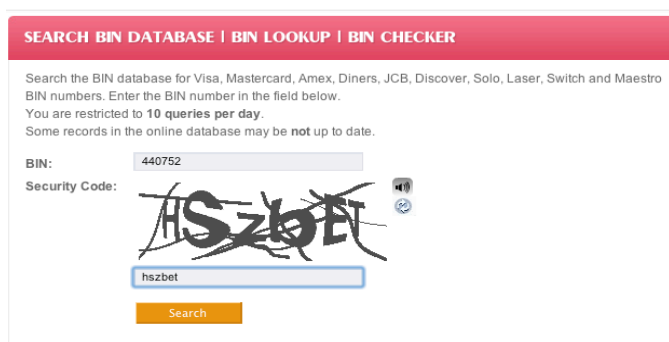 SEARCH BIN DATABASE | BIN LOOKUP | BIN CHECKER
Search the BIN database for Visa, Mastercard, Amex, Diners, JCB, Discover, Solo, Laser, Switch and Maestro
BIN numbers. Enter the BIN number in the field below.
You are restricted to 10 queries per day.
Some records in the online database may be not up to date.
BIN: 440752
Security Code: HSzbET
hszbet
Search